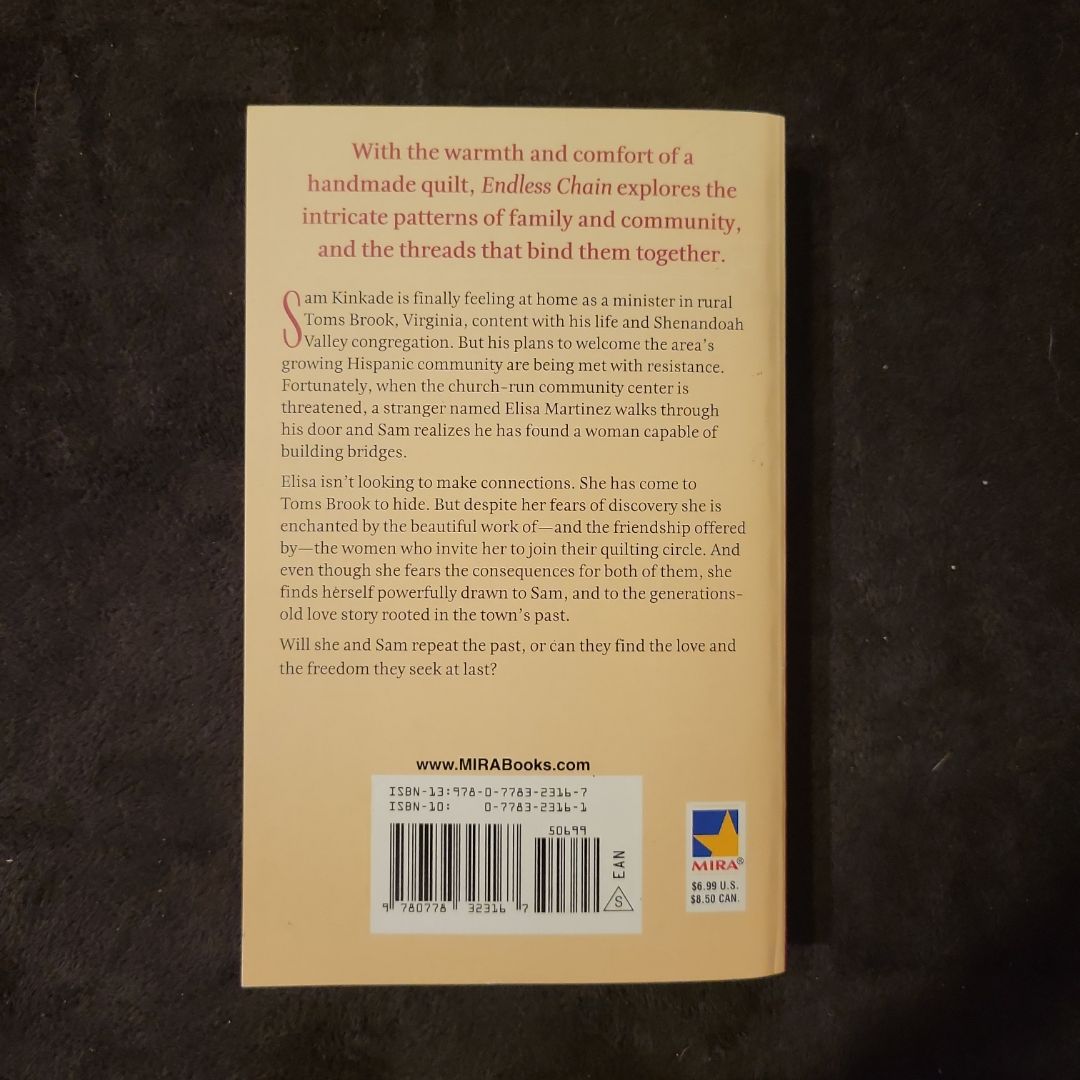 With the warmth and comfort of a
handmade quilt, Endless Chain explores the
intricate patterns of family and community,
and the threads that bind them together.
Sam Kinkade is finally feeling at home as a minister in rural
Toms Brook, Virginia, content with his life and Shenandoah
Valley congregation. But his plans to welcome the area's
growing Hispanic community are being met with resistance.
Fortunately, when the church-run community center is
threatened, a stranger named Elisa Martinez walks through
his door and Sam realizes he has found a woman capable of
building bridges.
Elisa isn't looking to make connections. She has come to
Toms Brook to hide. But despite her fears of discovery she is
enchanted by the beautiful work of—and the friendship offered
by—the women who invite her to join their quilting circle. And
even though she fears the consequences for both of them, she
finds herself powerfully drawn to Sam, and to the generations-
old love story rooted in the town's past.
Will she and Sam repeat the past, or can they find the love and
the freedom they seek at last?
www.MIRABooks.com
ISBN-13:978-0-7783-2316-7
ISBN-10: 0-7783-2316-1
50699
EAN
S
9 780778 32316 7
MIRA®
$6.99 U.S.
$8.50 CAN.